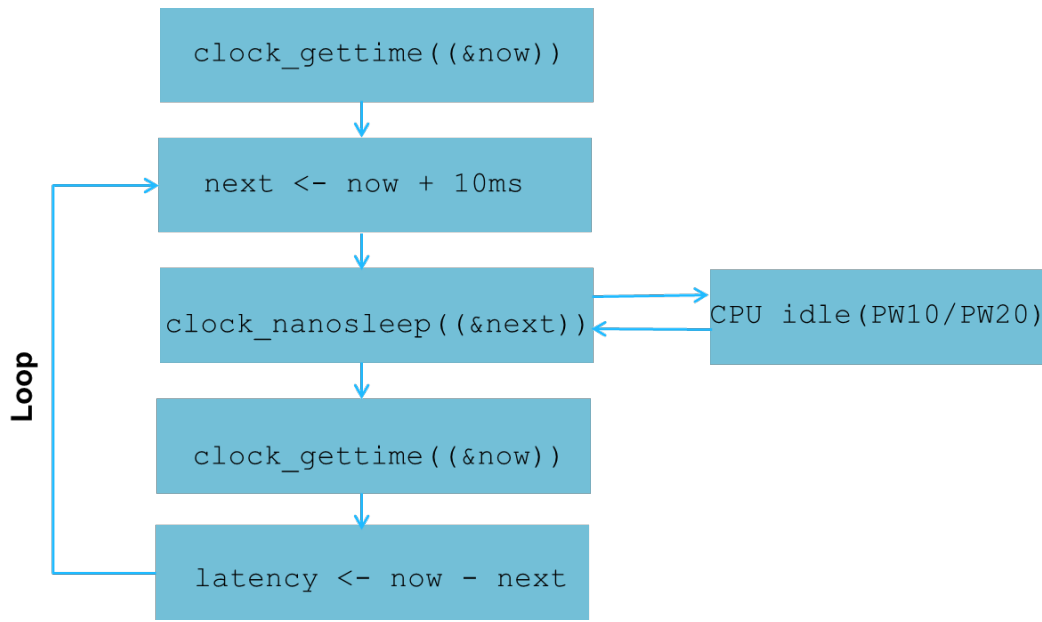 clock_gettime((&now))
next <- now + 10ms
clock_nanosleep((&next))
CPU idle(PW10/PW20)
Loop
clock_gettime((&now))
latency <- now - next